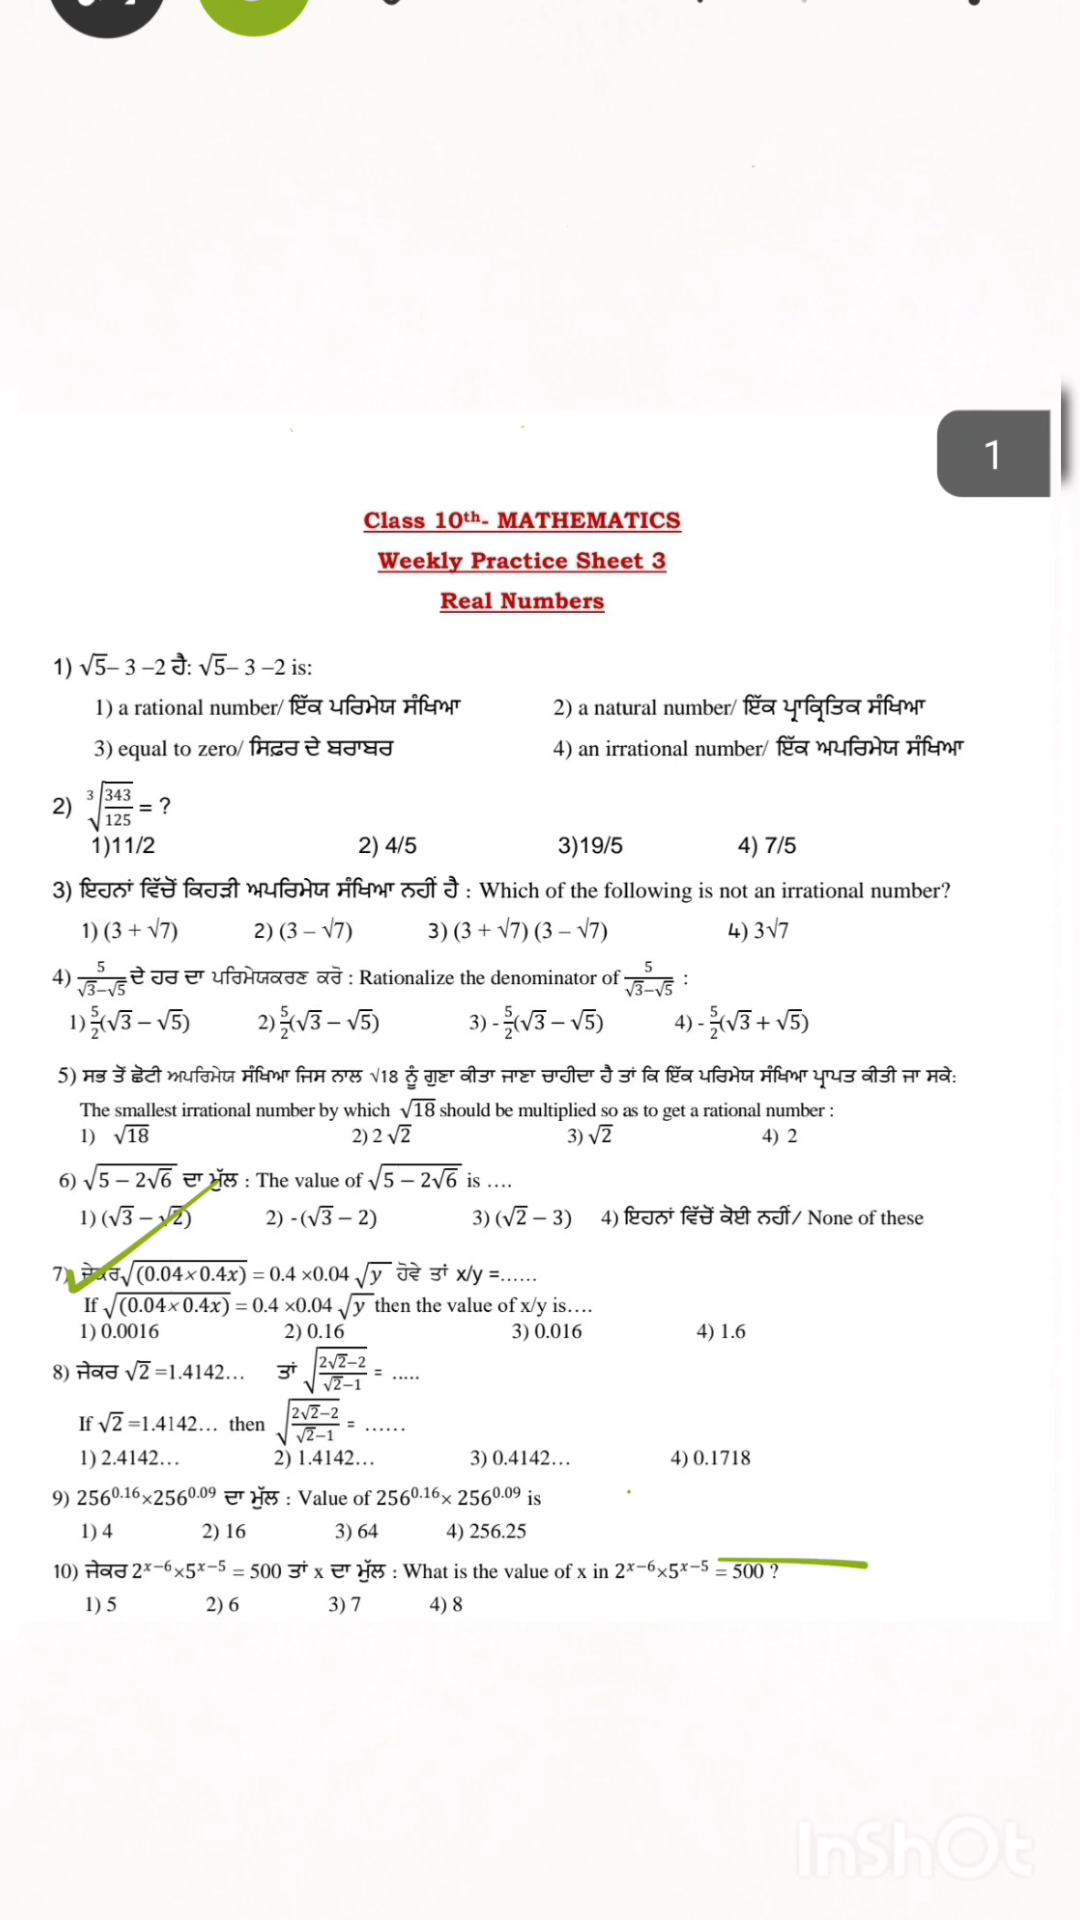 1
Class 10th- MATHEMATICS
Weekly Practice Sheet 3
Real Numbers
1) √5– 3 –2 ਹੈ: √5– 3 –2 is:
1) a rational number/ ਇੱਕ ਪਰਿਮੇਯ ਸੰਖਿਆ 2) a natural number/ ਇੱਕ ਪ੍ਰਾਕ੍ਰਿਤਿਕ ਸੰਖਿਆ
3) equal to zero/ ਸਿਫ਼ਰ ਦੇ ਬਰਾਬਰ 4) an irrational number/ ਇੱਕ ਅਪਰਿਮੇਯ ਸੰਖਿਆ
2) ∛(343/125) = ?
1)11/2 2) 4/5 3)19/5 4) 7/5
3) ਇਹਨਾਂ ਵਿੱਚੋਂ ਕਿਹੜੀ ਅਪਰਿਮੇਯ ਸੰਖਿਆ ਨਹੀਂ ਹੈ : Which of the following is not an irrational number?
1) (3 + √7) 2) (3 – √7) 3) (3 + √7) (3 – √7) 4) 3√7
4) 5/(√3−√5) ਦੇ ਹਰ ਦਾ ਪਰਿਮੇਯਕਰਣ ਕਰੋ : Rationalize the denominator of 5/(√3−√5) :
1) 5/2(√3 − √5) 2) 5/2(√3 − √5) 3) - 5/2(√3 − √5) 4) - 5/2(√3 + √5)
5) ਸਭ ਤੋਂ ਛੋਟੀ ਅਪਰਿਮੇਯ ਸੰਖਿਆ ਜਿਸ ਨਾਲ √18 ਨੂੰ ਗੁਣਾ ਕੀਤਾ ਜਾਣਾ ਚਾਹੀਦਾ ਹੈ ਤਾਂ ਕਿ ਇੱਕ ਪਰਿਮੇਯ ਸੰਖਿਆ ਪ੍ਰਾਪਤ ਕੀਤੀ ਜਾ ਸਕੇ:
The smallest irrational number by which √18 should be multiplied so as to get a rational number :
1) √18 2) 2 √2 3) √2 4) 2
6) √(5 − 2√6) ਦਾ ਮੁੱਲ : The value of √(5 − 2√6) is ....
1) (√3 − √2) 2) -(√3 − 2) 3) (√2 − 3) 4) ਇਹਨਾਂ ਵਿੱਚੋਂ ਕੋਈ ਨਹੀਂ/ None of these
7) ਜੇਕਰ √(0.04×0.4x) = 0.4 ×0.04 √y ਹੋਵੇ ਤਾਂ x/y =......
If √(0.04×0.4x) = 0.4 ×0.04 √y then the value of x/y is....
1) 0.0016 2) 0.16 3) 0.016 4) 1.6
8) ਜੇਕਰ √2 =1.4142... ਤਾਂ √((2√2−2)/(√2−1)) = .....
If √2 =1.4142... then √((2√2−2)/(√2−1)) = ......
1) 2.4142... 2) 1.4142... 3) 0.4142... 4) 0.1718
9) 256^0.16×256^0.09 ਦਾ ਮੁੱਲ : Value of 256^0.16× 256^0.09 is
1) 4 2) 16 3) 64 4) 256.25
10) ਜੇਕਰ 2^(x−6)×5^(x−5) = 500 ਤਾਂ x ਦਾ ਮੁੱਲ : What is the value of x in 2^(x−6)×5^(x−5) = 500 ?
1) 5 2) 6 3) 7 4) 8
InShOt